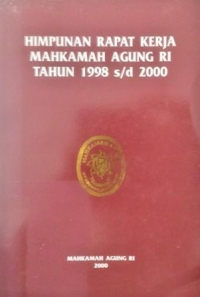 HIMPUNAN RAPAT KERJA
MAHKAMAH AGUNG RI
TAHUN 1998 s/d 2000
MAHKAMAH AGUNG RI
2000